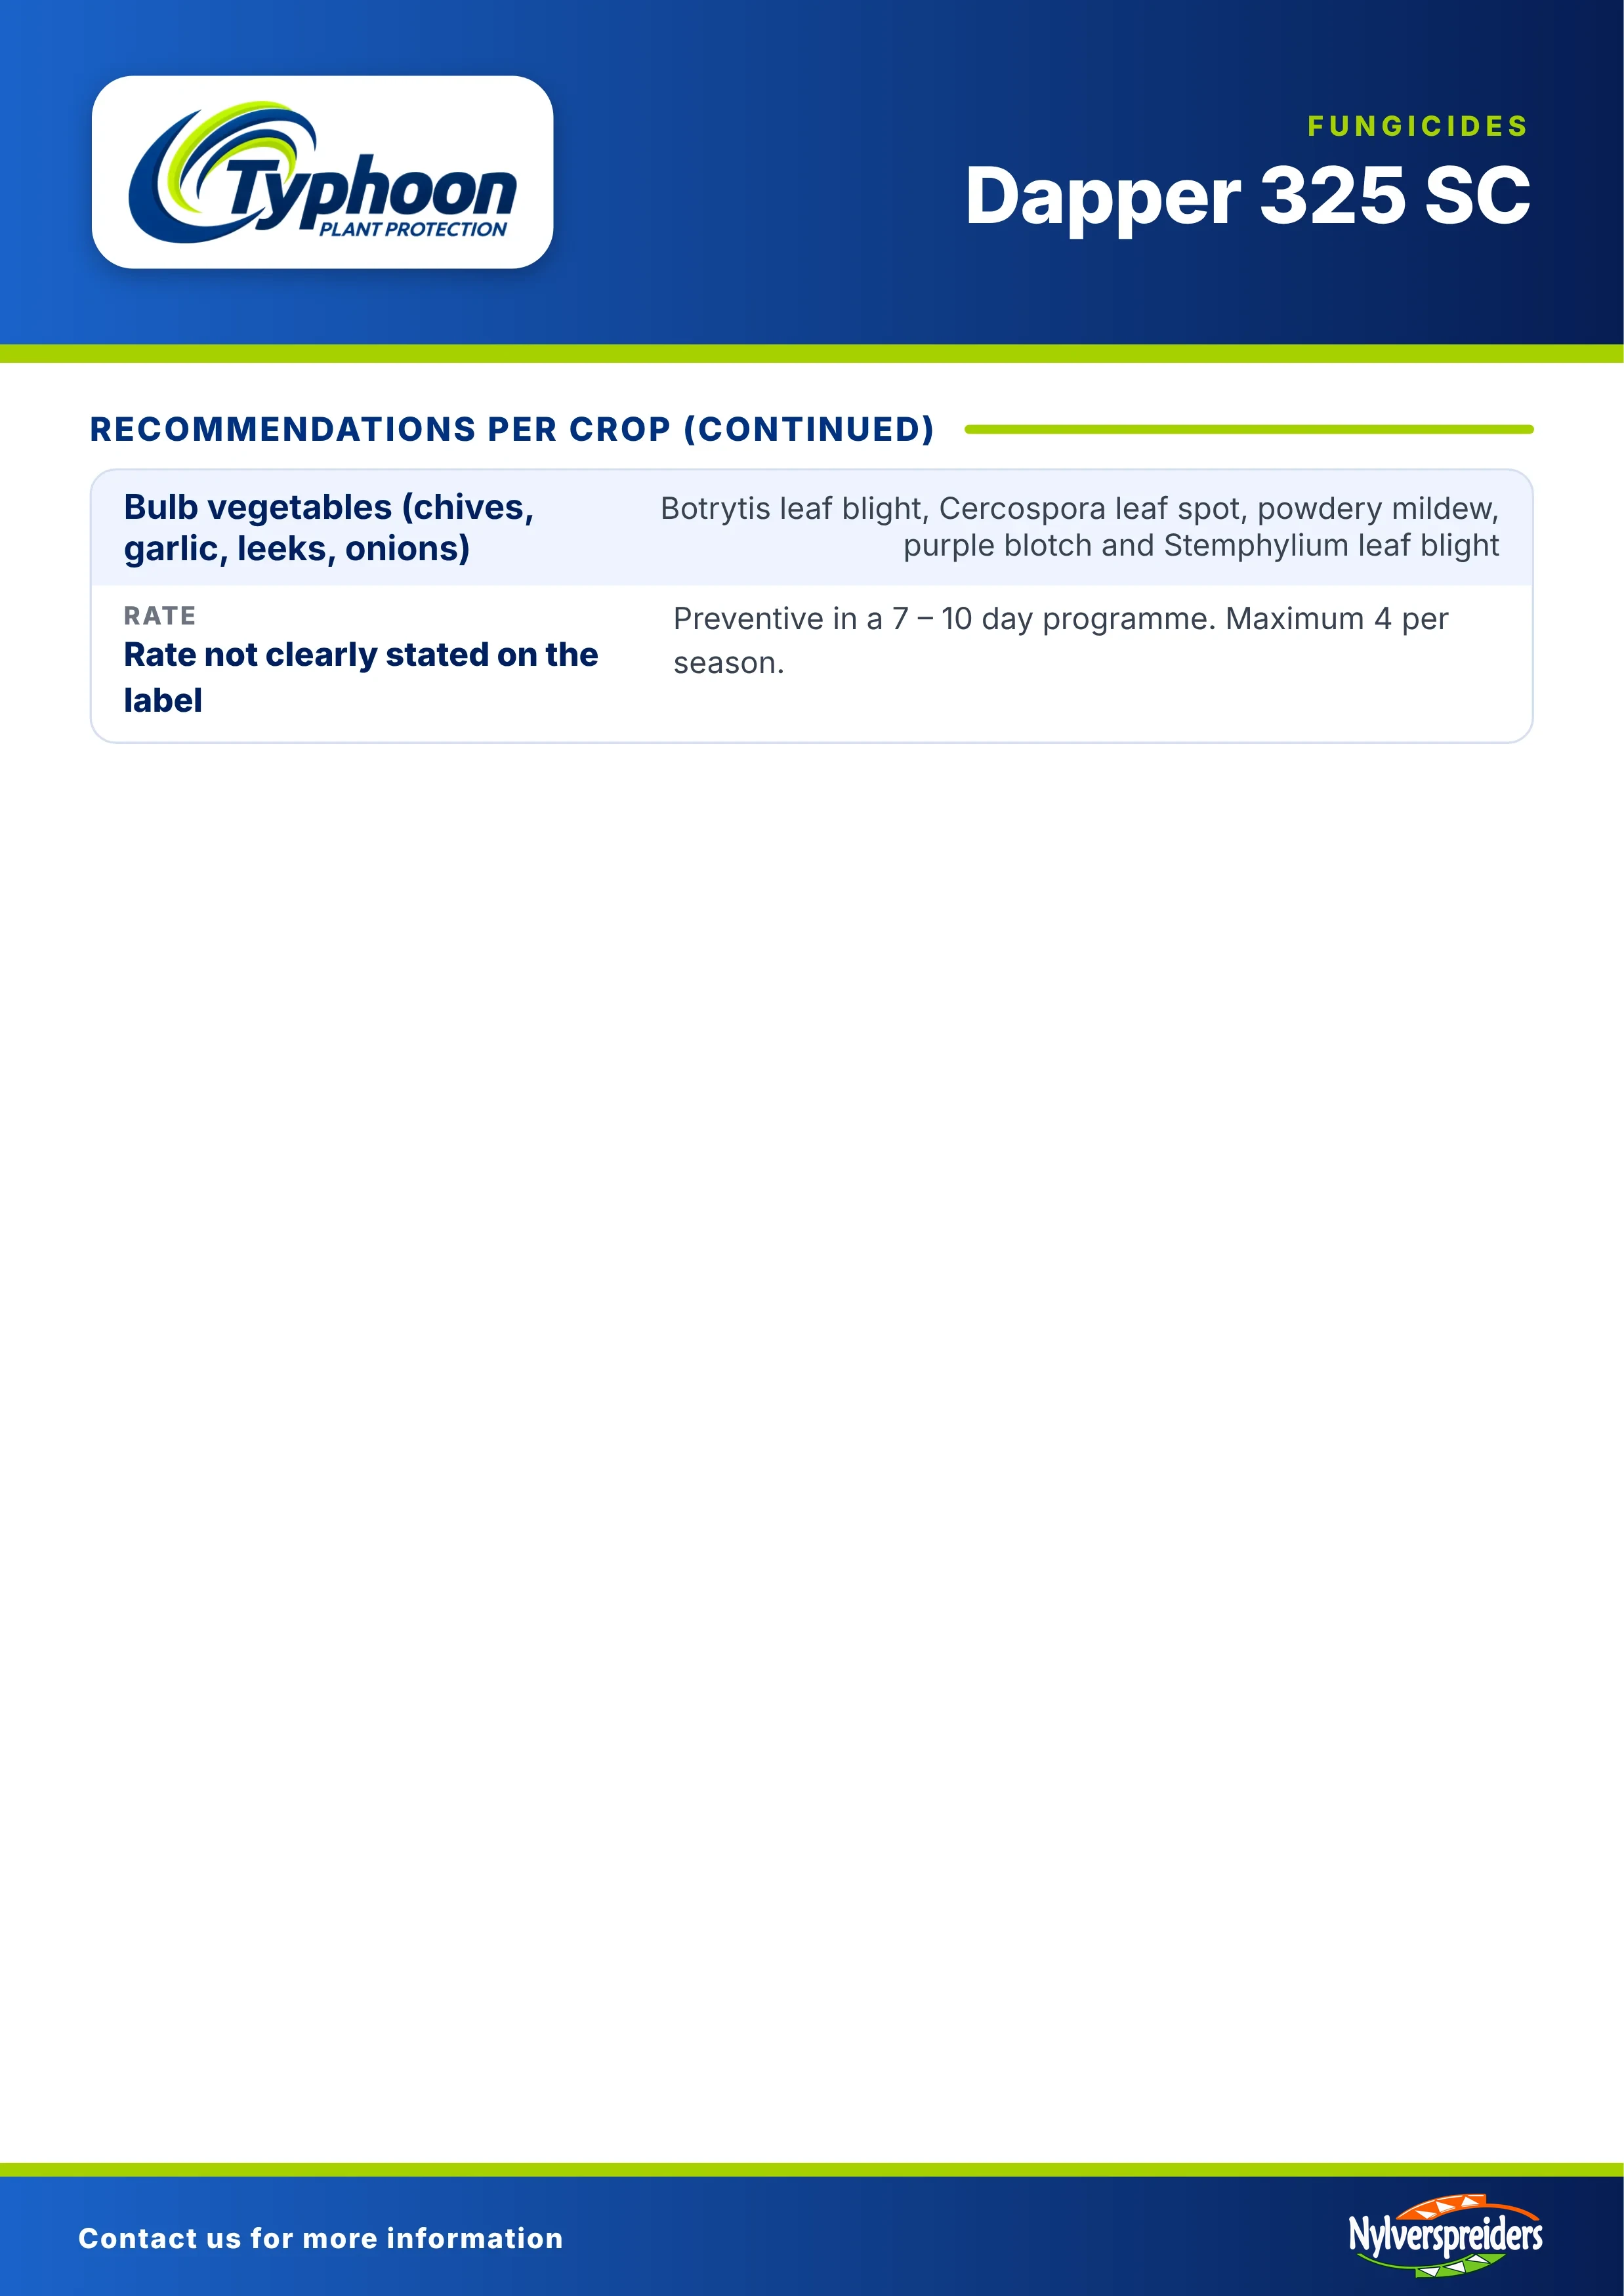 Typhoon
PLANT PROTECTION
FUNGICIDES
Dapper 325 SC
RECOMMENDATIONS PER CROP (CONTINUED)
Bulb vegetables (chives,
garlic, leeks, onions)
Botrytis leaf blight, Cercospora leaf spot, powdery mildew,
purple blotch and Stemphylium leaf blight
RATE
Rate not clearly stated on the
label
Preventive in a 7 – 10 day programme. Maximum 4 per
season.
Contact us for more information
Nylverspreiders